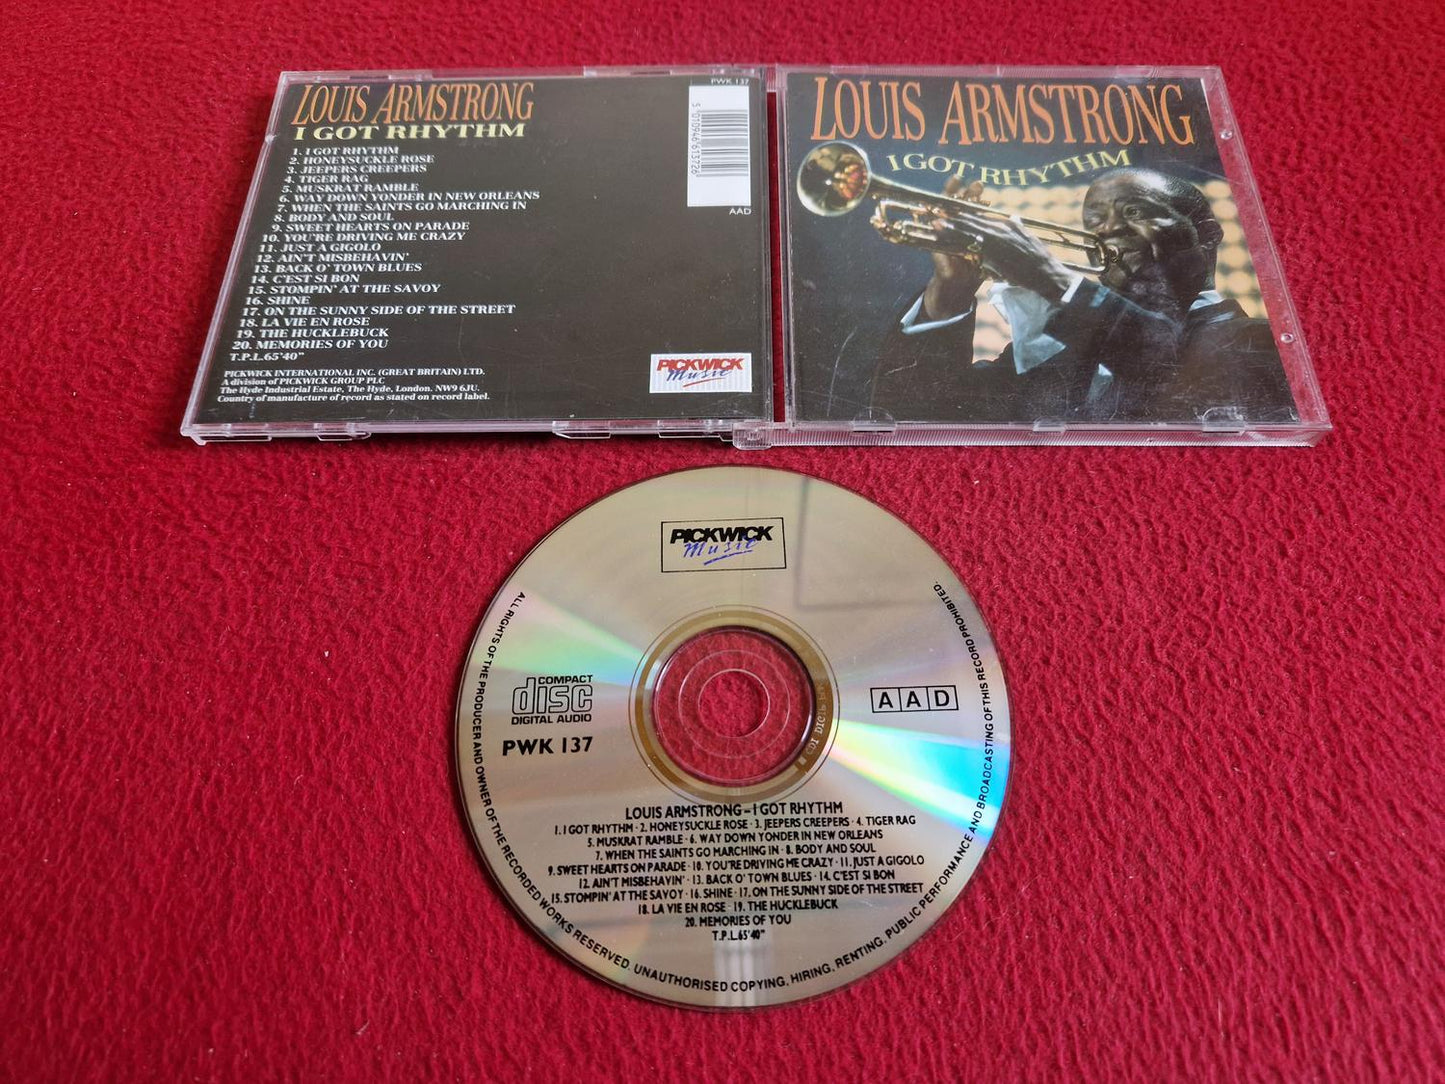 LOUIS ARMSTRONG
I GOT RHYTHM
1. I GOT RHYTHM
2. HONEYSUCKLE ROSE
3. JEEPERS CREEPERS
4. TIGER RAG
5. MUSKRAT RAMBLE
6. WAY DOWN YONDER IN NEW ORLEANS
7. WHEN THE SAINTS GO MARCHING IN
8. BODY AND SOUL
9. SWEET HEARTS ON PARADE
10. YOU'RE DRIVING ME CRAZY
11. JUST A GIGOLO
12. AIN'T MISBEHAVIN'
13. BACK O' TOWN BLUES
14. C'EST SI BON
15. STOMPIN' AT THE SAVOY
16. SHINE
17. ON THE SUNNY SIDE OF THE STREET
18. LA VIE EN ROSE
19. THE HUCKLEBUCK
20. MEMORIES OF YOU
T.P.L.65'40"
PICKWICK INTERNATIONAL INC. (GREAT BRITAIN) LTD.
A division of PICKWICK GROUP PLC
The Hyde Industrial Estate, The Hyde, London. NW9 6JU.
Country of manufacture of record as stated on record label.
PWK 137
5 010946 613726
AAD
PICKWICK
Music
LOUIS ARMSTRONG
I GOT RHYTHM
PICKWICK
Music
COMPACT
disc
DIGITAL AUDIO
PWK 137
AAD
LOUIS ARMSTRONG – I GOT RHYTHM
1. I GOT RHYTHM · 2. HONEYSUCKLE ROSE · 3. JEEPERS CREEPERS · 4. TIGER RAG
5. MUSKRAT RAMBLE · 6. WAY DOWN YONDER IN NEW ORLEANS
7. WHEN THE SAINTS GO MARCHING IN · 8. BODY AND SOUL
9. SWEET HEARTS ON PARADE · 10. YOU'RE DRIVING ME CRAZY · 11. JUST A GIGOLO
12. AIN'T MISBEHAVIN' · 13. BACK O' TOWN BLUES · 14. C'EST SI BON
15. STOMPIN' AT THE SAVOY · 16. SHINE · 17. ON THE SUNNY SIDE OF THE STREET
18. LA VIE EN ROSE · 19. THE HUCKLEBUCK
20. MEMORIES OF YOU
T.P.L.65'40"
ALL RIGHTS OF THE PRODUCER AND OWNER OF THE RECORDED WORKS RESERVED. UNAUTHORISED COPYING, HIRING, RENTING, PUBLIC PERFORMANCE AND BROADCASTING OF THIS RECORD PROHIBITED.